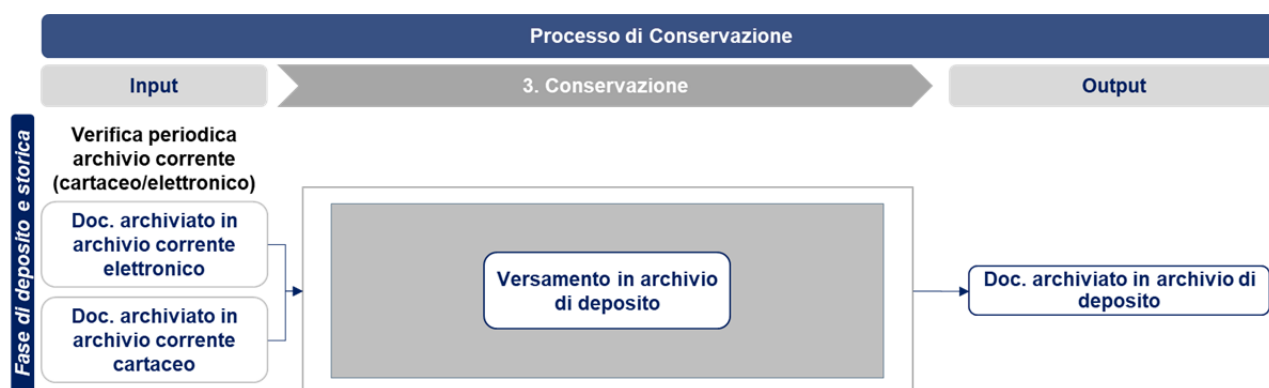 Processo di Conservazione
Input
3. Conservazione
Output
Fase di deposito e storica
Verifica periodica
archivio corrente
(cartaceo/elettronico)
Doc. archiviato in
archivio corrente
elettronico
Doc. archiviato in
archivio corrente
cartaceo
Versamento in archivio
di deposito
Doc. archiviato in archivio di
deposito